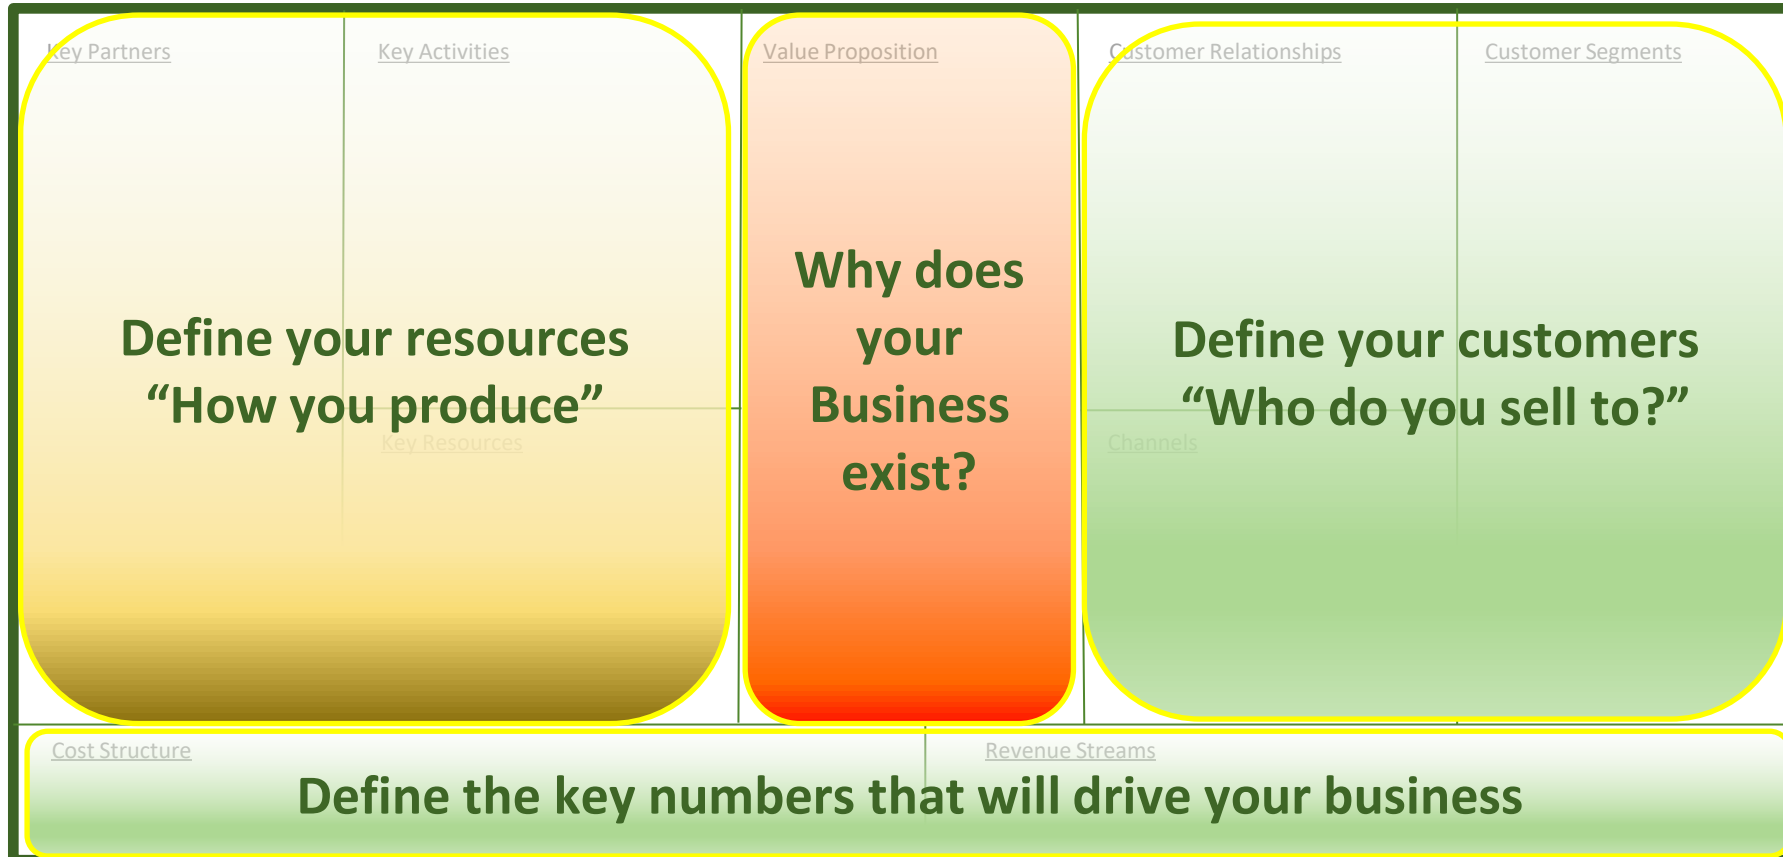 Key Partners
Key Activities
Value Proposition
Customer Relationships
Customer Segments
Define your resources
“How you produce”
Key Resources
Why does
your
Business
exist?
Define your customers
“Who do you sell to?”
Channels
Cost Structure
Revenue Streams
Define the key numbers that will drive your business